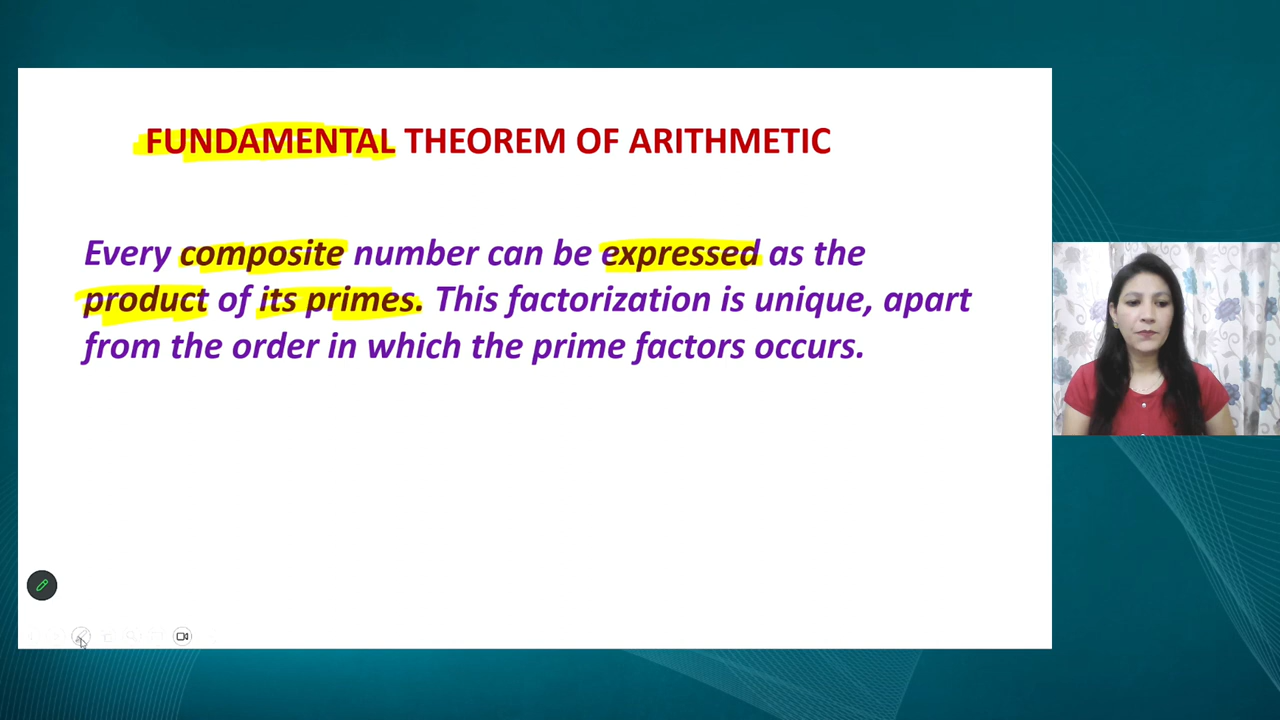 FUNDAMENTAL THEOREM OF ARITHMETIC
Every composite number can be expressed as the
product of its primes. This factorization is unique, apart
from the order in which the prime factors occurs.